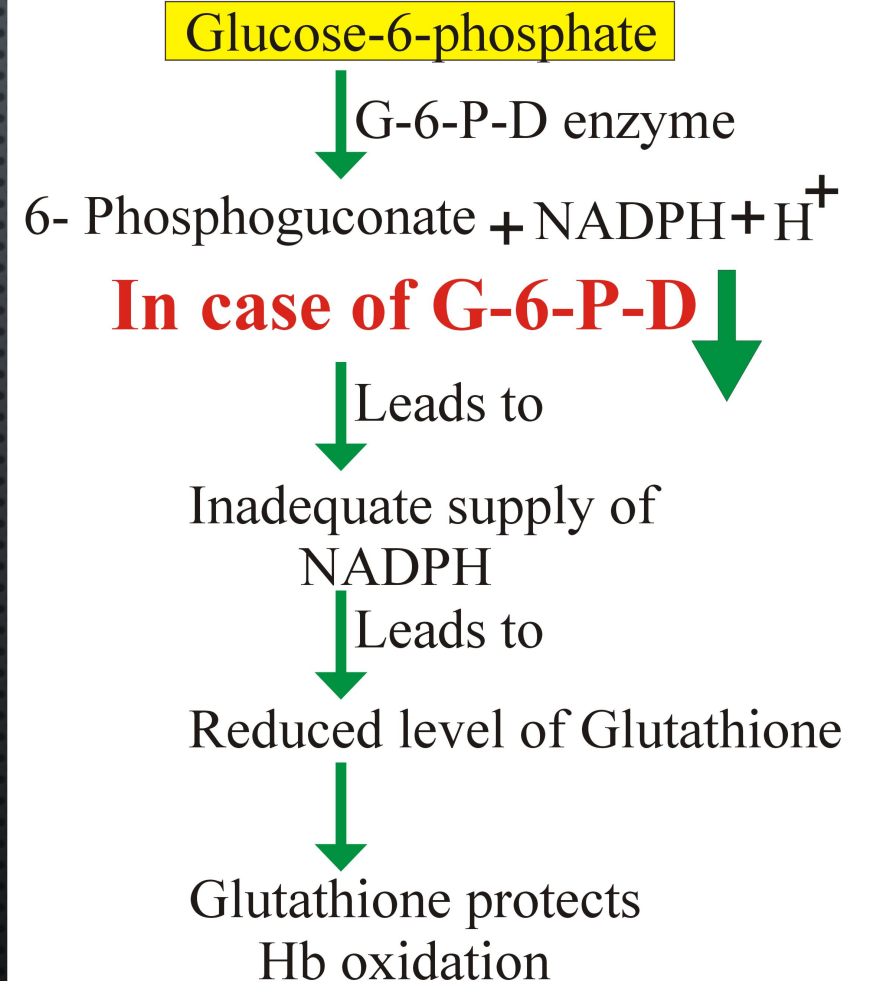 Glucose-6-phosphate
G-6-P-D enzyme
6- Phosphoguconate + NADPH+H+
In case of G-6-P-D
Leads to
Inadequate supply of
NADPH
Leads to
Reduced level of Glutathione
Glutathione protects
Hb oxidation